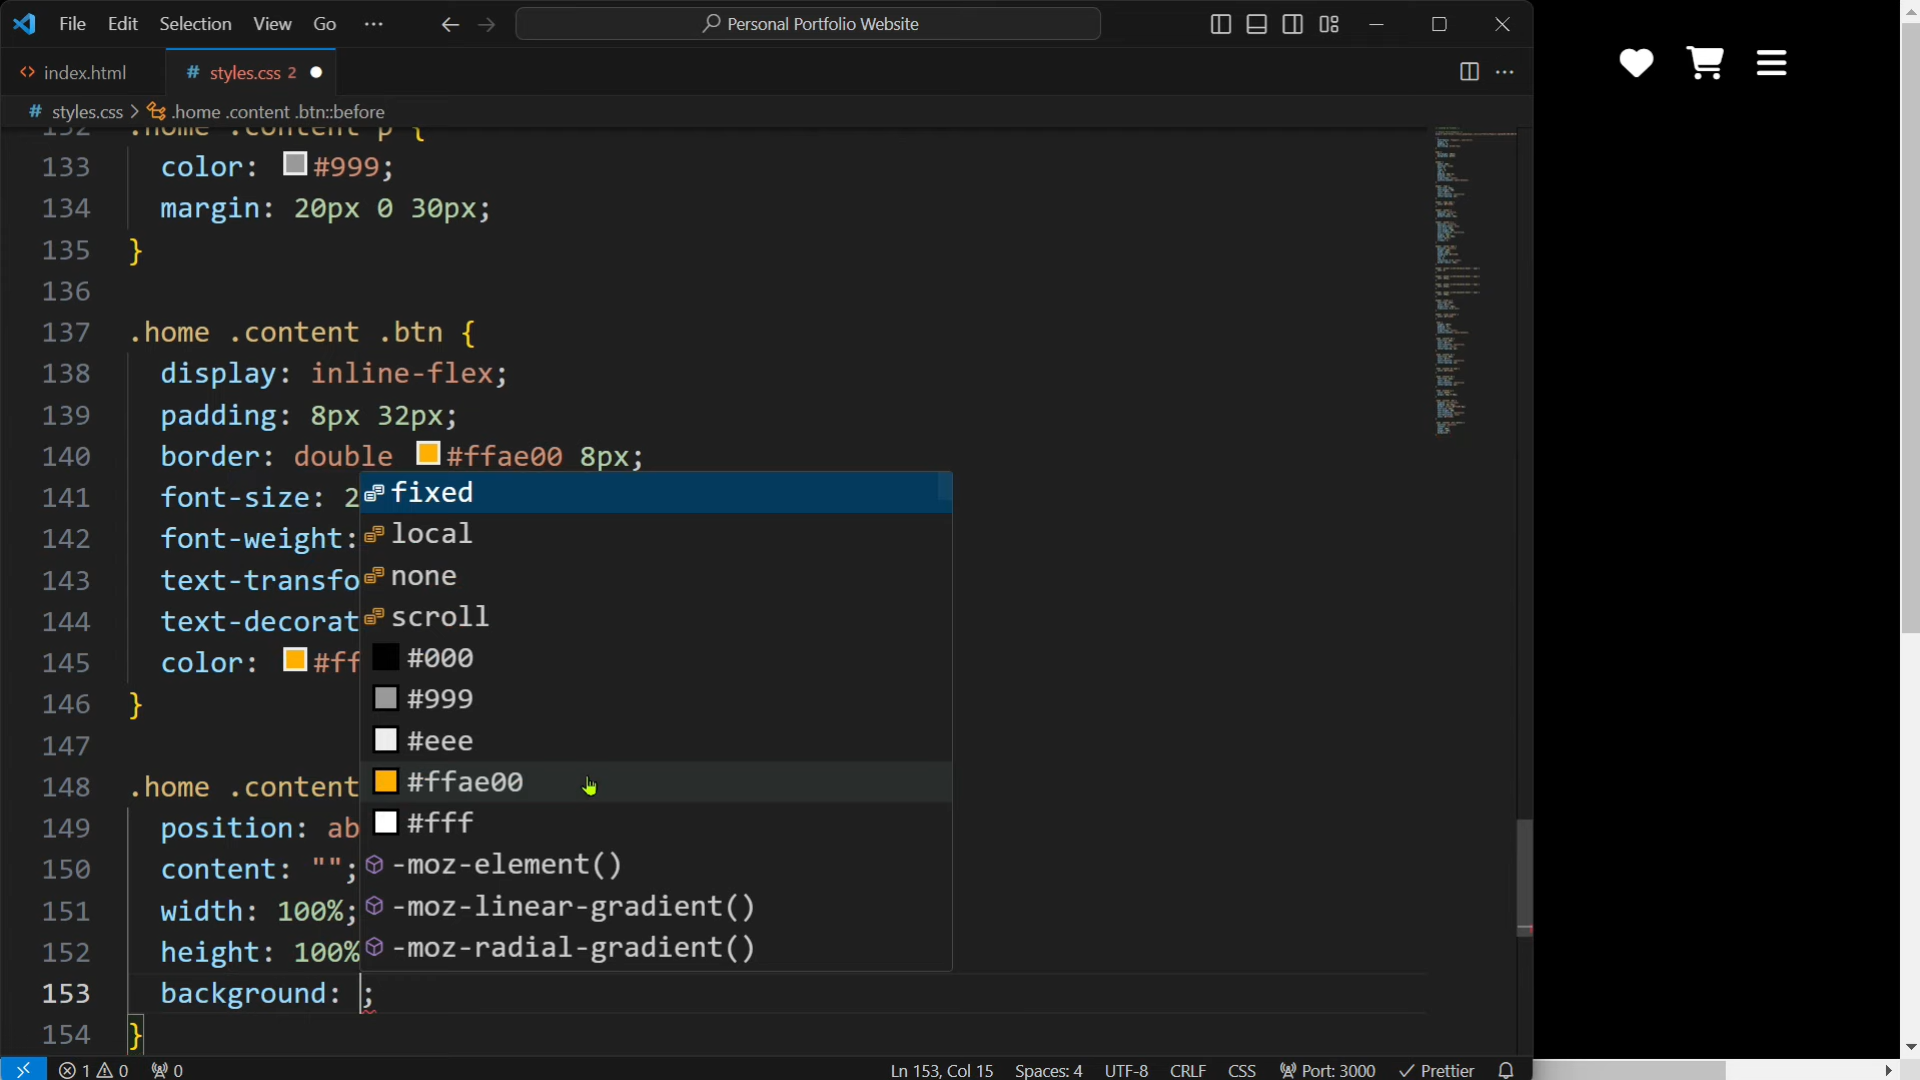 File Edit Selection View Go ··· Personal Portfolio Website
index.html # styles.css 2
# styles.css > .home .content .btn::before
132 .home .content p {
133 color: #999;
134 margin: 20px 0 30px;
135 }
136
137 .home .content .btn {
138 display: inline-flex;
139 padding: 8px 32px;
140 border: double #ffae00 8px;
141 font-size: 2
142 font-weight:
143 text-transfo
144 text-decorat
145 color: #ff
146 }
147
148 .home .content
149 position: ab
150 content: "";
151 width: 100%;
152 height: 100%
153 background: ;
154 }
fixed
local
none
scroll
#000
#999
#eee
#ffae00
#fff
-moz-element()
-moz-linear-gradient()
-moz-radial-gradient()
1 0 0 Ln 153, Col 15 Spaces: 4 UTF-8 CRLF CSS Port: 3000 Prettier